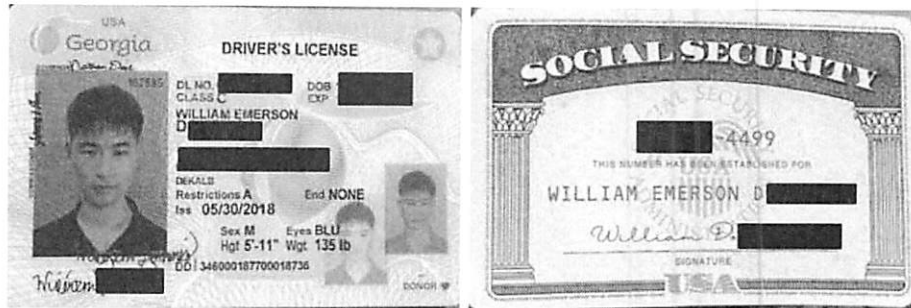 USA
Georgia
DRIVER'S LICENSE
DL NO.
DOB
CLASS C
EXP
WILLIAM EMERSON
D
DEKALB
Restrictions A
End NONE
Iss 05/30/2018
Sex M
Eyes BLU
Hgt 5'-11"
Wgt 135 lb
DD 346000187700018736
DONOR
SOCIAL SECURITY
-4499
THIS NUMBER HAS BEEN ESTABLISHED FOR
WILLIAM EMERSON D
William D.
SIGNATURE
USA